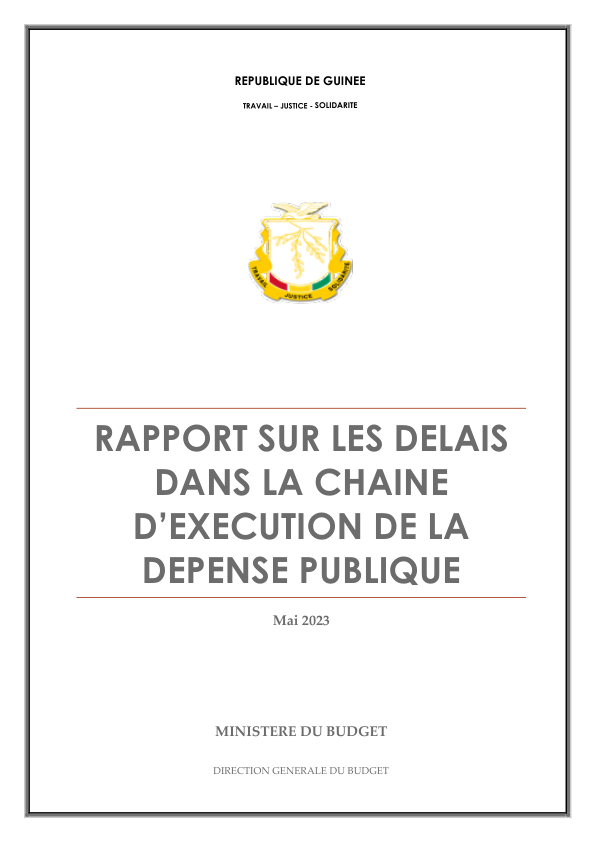 REPUBLIQUE DE GUINEE
TRAVAIL – JUSTICE - SOLIDARITE
TRAVAIL
JUSTICE
SOLIDARITE
RAPPORT SUR LES DELAIS
DANS LA CHAINE
D’EXECUTION DE LA
DEPENSE PUBLIQUE
Mai 2023
MINISTERE DU BUDGET
DIRECTION GENERALE DU BUDGET